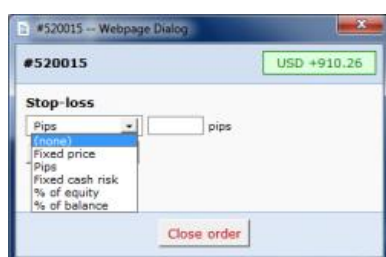 #520015 -- Webpage Dialog
#520015
USD +910.26
Stop-loss
Pips
pips
(none)
Fixed price
Pips
Fixed cash risk
% of equity
% of balance
Close order